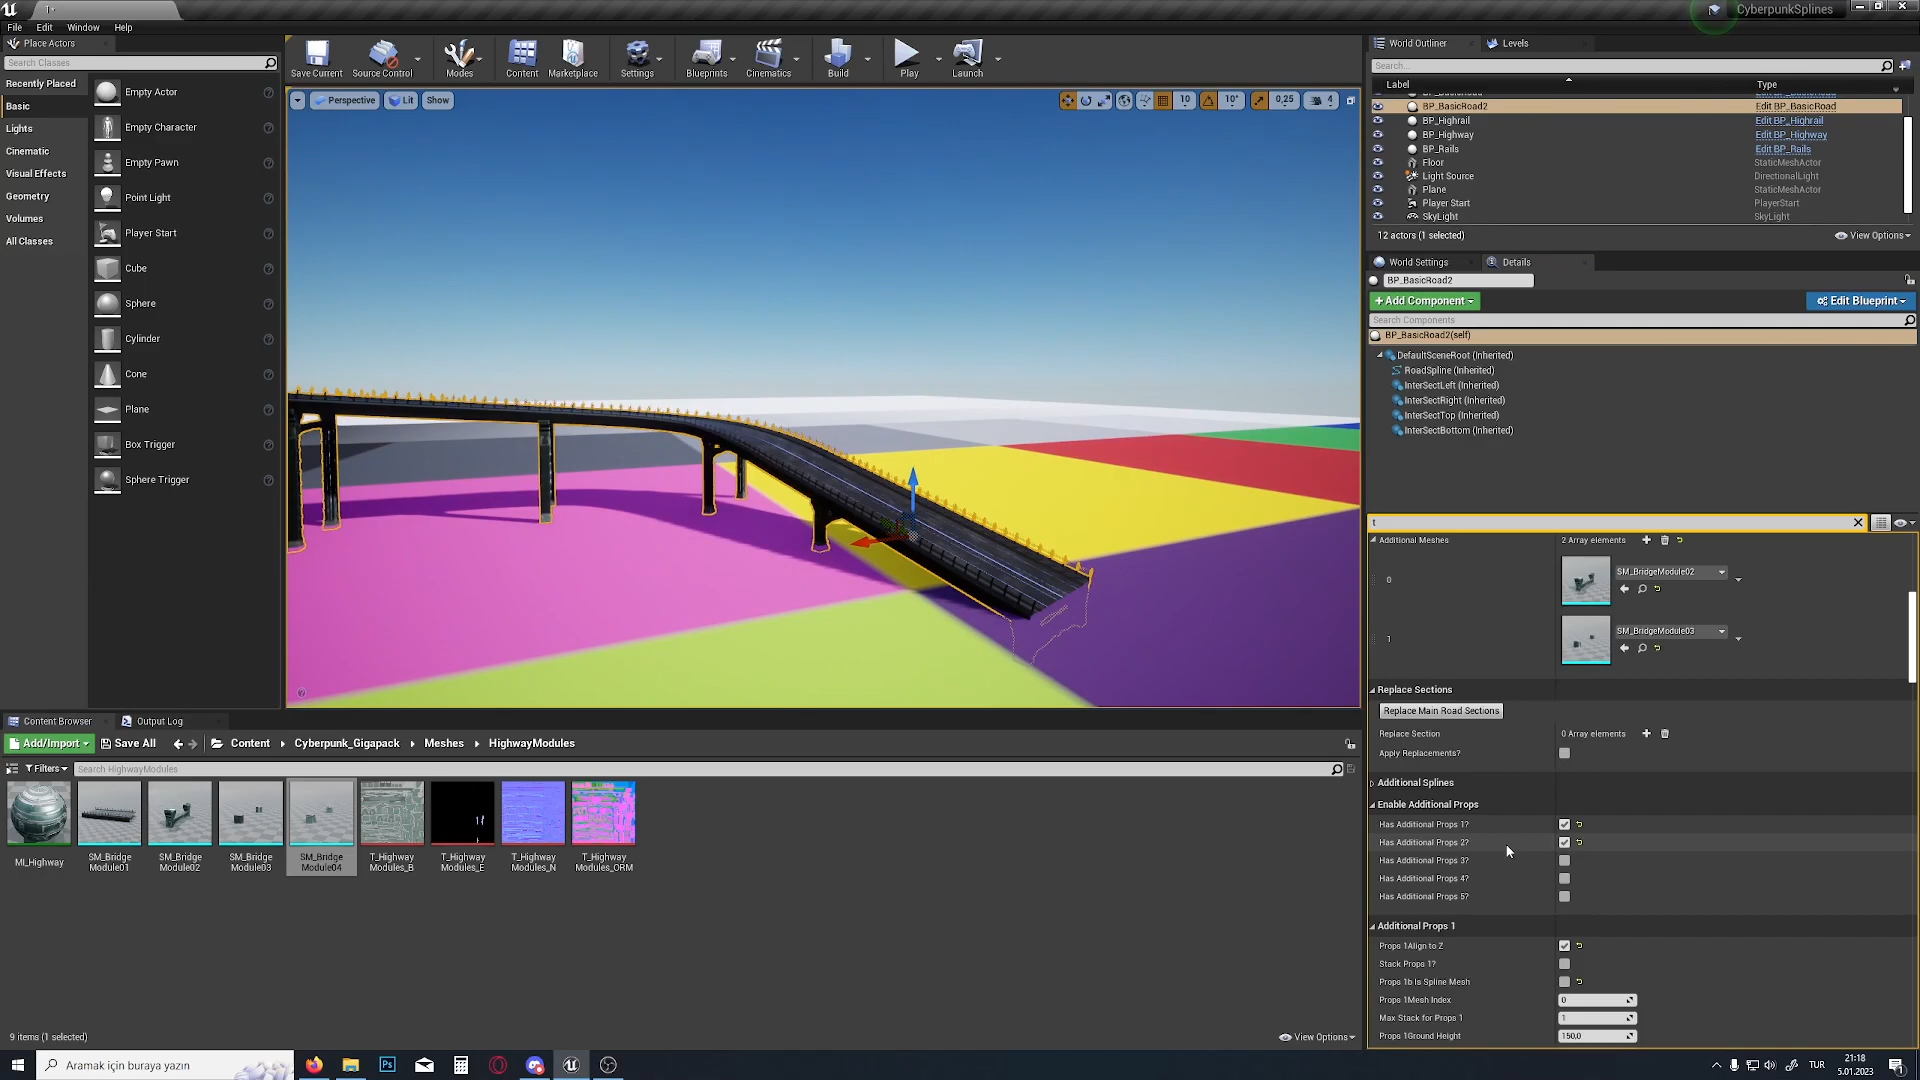 CyberpunkSplines
File Edit Window Help
Place Actors
Search Classes
Recently Placed
Basic
Lights
Cinematic
Visual Effects
Geometry
Volumes
All Classes
Empty Actor
Empty Character
Empty Pawn
Point Light
Player Start
Cube
Sphere
Cylinder
Cone
Plane
Box Trigger
Sphere Trigger
Save Current Source Control Modes Content Marketplace Settings Blueprints Cinematics Build Play Launch
Perspective Lit Show
10 10° 0,25 4
World Outliner Levels
Search...
Label Type
BP_BasicRoad2 Edit BP_BasicRoad
BP_Highrail Edit BP_Highrail
BP_Highway Edit BP_Highway
BP_Rails Edit BP_Rails
Floor StaticMeshActor
Light Source DirectionalLight
Plane StaticMeshActor
Player Start PlayerStart
SkyLight SkyLight
12 actors (1 selected) View Options
World Settings Details
BP_BasicRoad2
+ Add Component Edit Blueprint
Search Components
BP_BasicRoad2(self)
DefaultSceneRoot (Inherited)
RoadSpline (Inherited)
InterSectLeft (Inherited)
InterSectRight (Inherited)
InterSectTop (Inherited)
InterSectBottom (Inherited)
t
Additional Meshes 2 Array elements
0 SM_BridgeModule02
1 SM_BridgeModule03
Replace Sections
Replace Main Road Sections
Replace Section 0 Array elements
Apply Replacements?
Additional Splines
Enable Additional Props
Has Additional Props 1?
Has Additional Props 2?
Has Additional Props 3?
Has Additional Props 4?
Has Additional Props 5?
Additional Props 1
Props 1Align to Z
Stack Props 1?
Props 1b Is Spline Mesh
Props 1Mesh Index 0
Max Stack for Props 1 1
Props 1Ground Height 150,0
Content Browser Output Log
Add/Import Save All Content Cyberpunk_Gigapack Meshes HighwayModules
Filters Search HighwayModules
MI_Highway
SM_Bridge Module01
SM_Bridge Module02
SM_Bridge Module03
SM_Bridge Module04
T_Highway Modules_B
T_Highway Modules_E
T_Highway Modules_N
T_Highway Modules_ORM
9 items (1 selected) View Options
Aramak için buraya yazın
TUR
21:18
5.01.2023